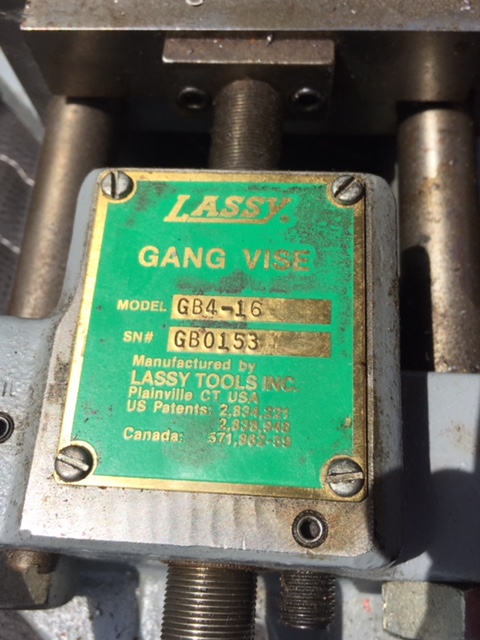 LASSY
GANG VISE
MODEL GB4-16
SN# GB0153
Manufactured by
LASSY TOOLS INC.
Plainville CT USA
US Patents:
Canada: